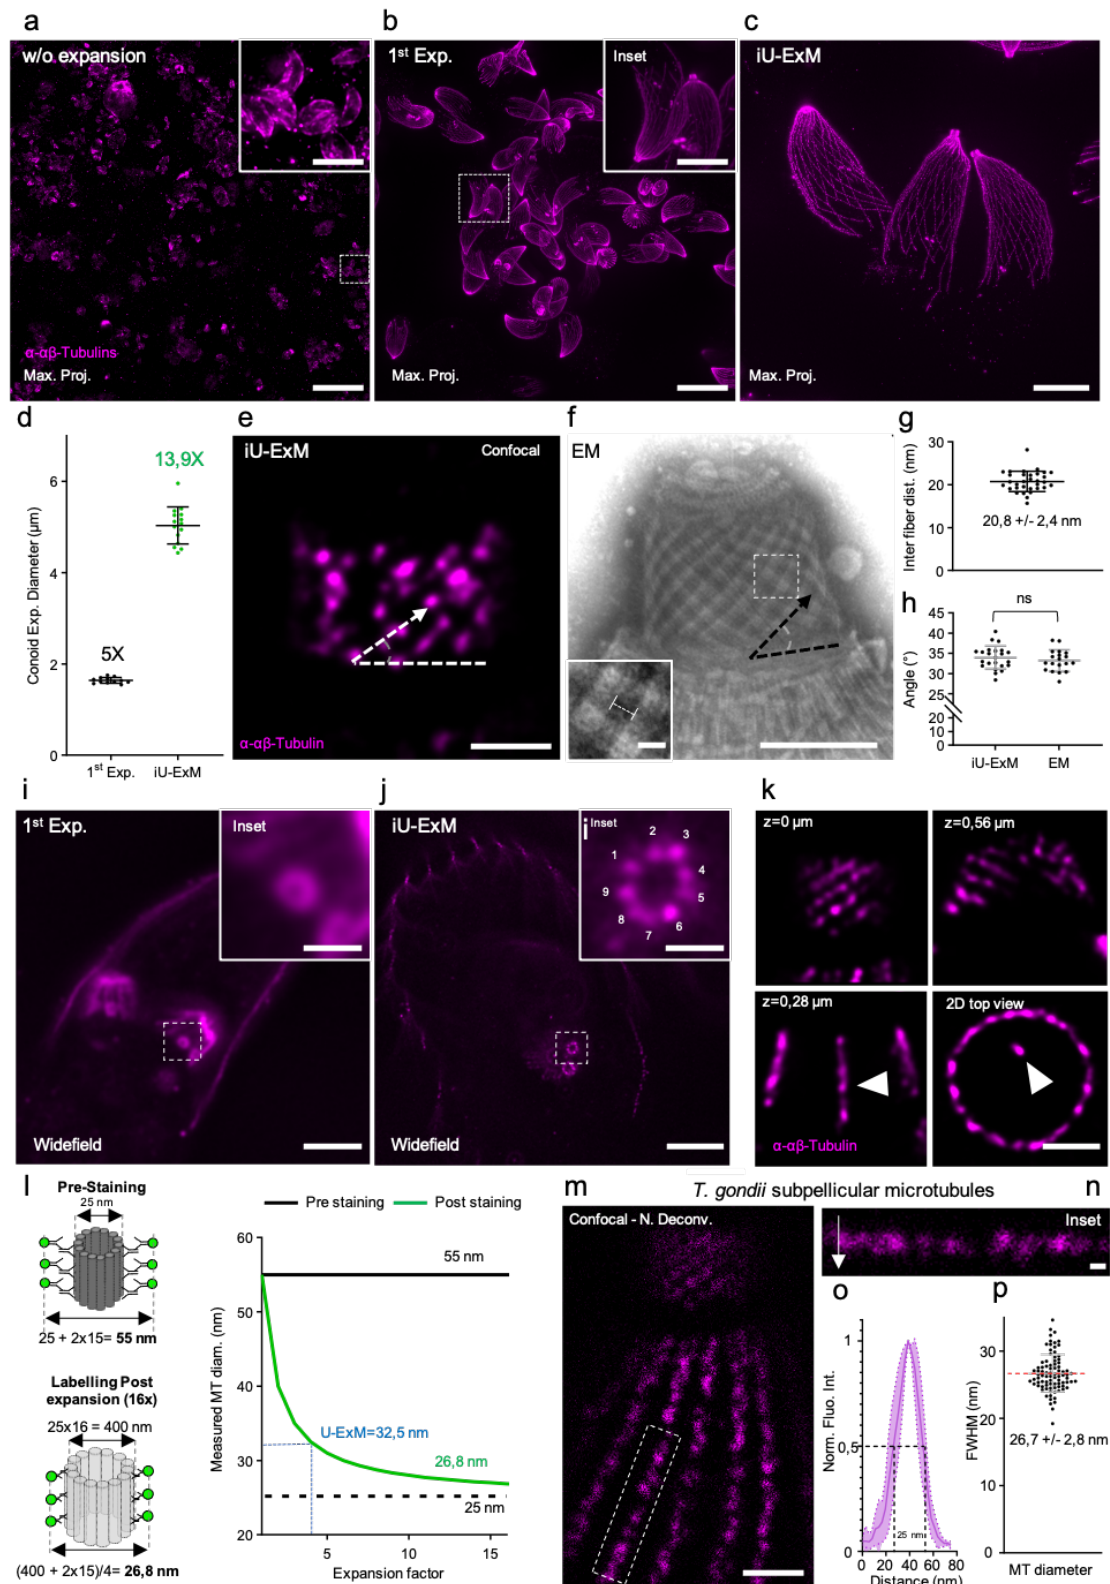 a
w/o expansion
α-αβ-Tubulins
Max. Proj.
b
1st Exp.
Inset
Max. Proj.
c
iU-ExM
Max. Proj.
d
Conoid Exp. Diameter (µm)
6
4
2
0
13,9X
5X
1st Exp.
iU-ExM
e
iU-ExM
Confocal
α-αβ-Tubulin
f
EM
g
Inter fiber dist. (nm)
30
20
10
0
20,8 +/- 2,4 nm
h
Angle (°)
45
40
35
30
25
20
10
0
ns
iU-ExM
EM
i
1st Exp.
Inset
Widefield
j
iU-ExM
i
Inset
1
2
3
4
5
6
7
8
9
Widefield
k
z=0 µm
z=0,56 µm
z=0,28 µm
2D top view
α-αβ-Tubulin
l
Pre-Staining
25 nm
25 + 2x15= 55 nm
Labelling Post
expansion (16x)
25x16 = 400 nm
(400 + 2x15)/4= 26,8 nm
Pre staining
Post staining
Measured MT diam. (nm)
60
50
40
30
20
55 nm
U-ExM=32,5 nm
26,8 nm
25 nm
5
10
15
Expansion factor
m
T. gondii subpellicular microtubules
Confocal - N. Deconv.
n
Inset
o
Norm. Fluo. Int.
1
0,5
0
25 nm
0
20
40
60
80
Distance (nm)
p
FWHM (nm)
30
20
10
0
26,7 +/- 2,8 nm
MT diameter